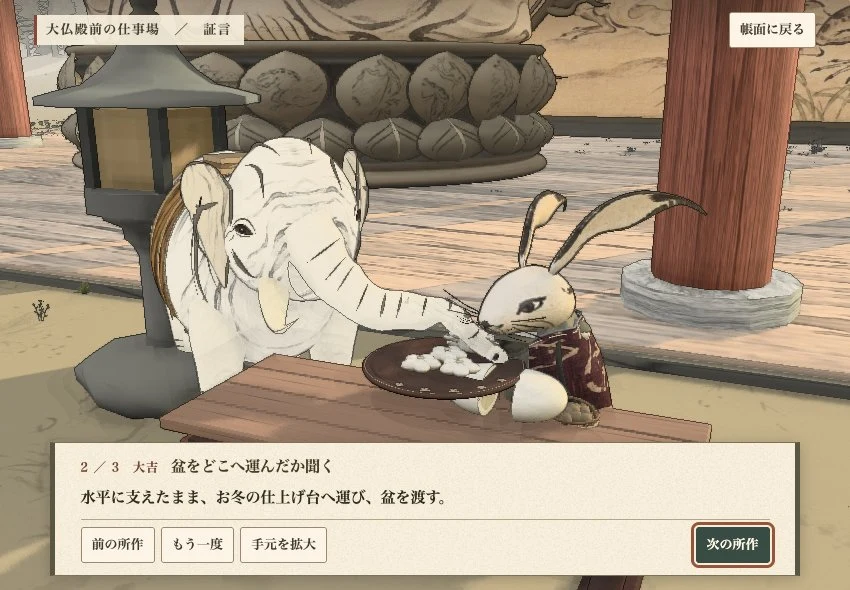 大仏殿前の仕事場 ／ 証言
帳面に戻る
2 ／ 3 大吉 盆をどこへ運んだか聞く
水平に支えたまま、お冬の仕上げ台へ運び、盆を渡す。
前の所作
もう一度
手元を拡大
次の所作